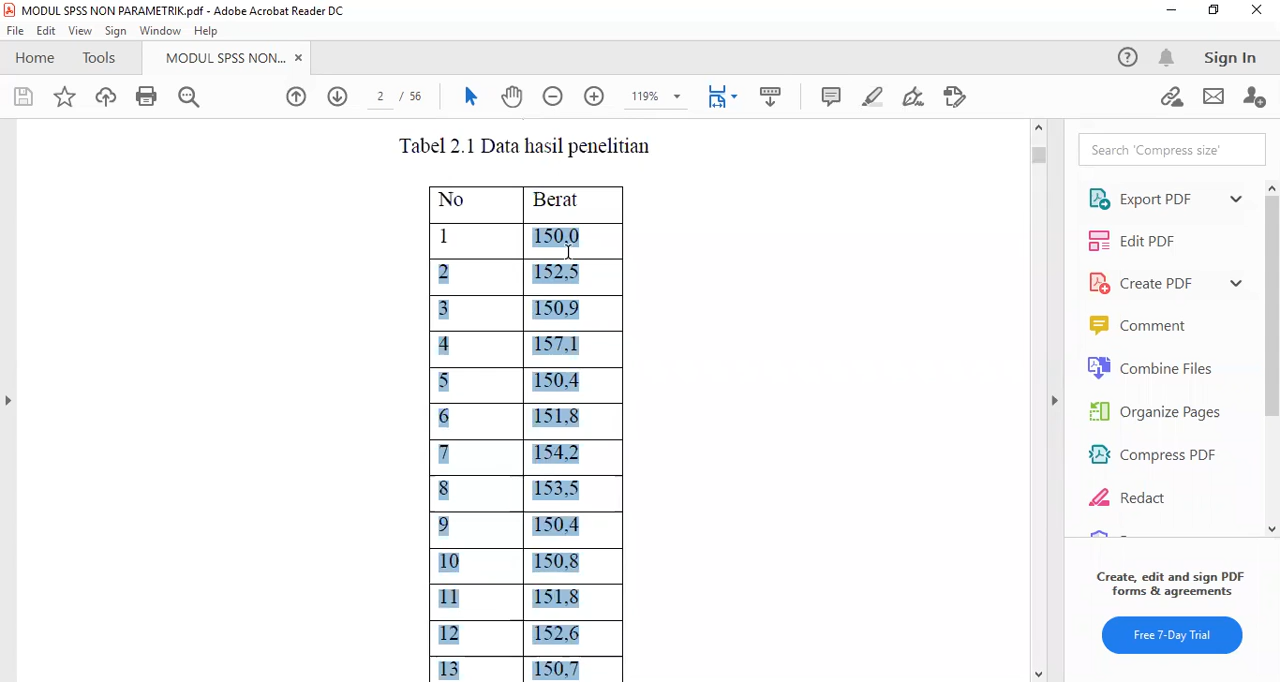 MODUL SPSS NON PARAMETRIK.pdf - Adobe Acrobat Reader DC
File Edit View Sign Window Help
Home Tools MODUL SPSS NON... × Sign In
2 / 56 119%
Tabel 2.1 Data hasil penelitian
No Berat
1 150,0
2 152,5
3 150,9
4 157,1
5 150,4
6 151,8
7 154,2
8 153,5
9 150,4
10 150,8
11 151,8
12 152,6
13 150,7
Search 'Compress size'
Export PDF
Edit PDF
Create PDF
Comment
Combine Files
Organize Pages
Compress PDF
Redact
Create, edit and sign PDF
forms & agreements
Free 7-Day Trial